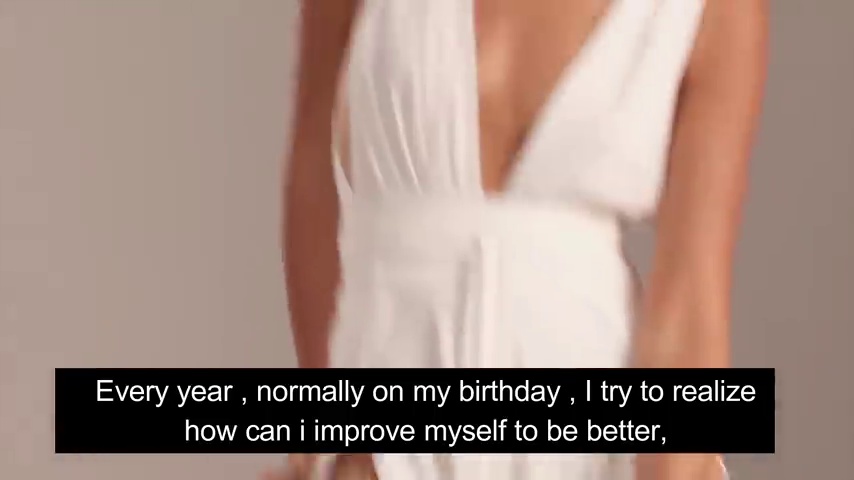 Every year , normally on my birthday , I try to realize
how can i improve myself to be better,